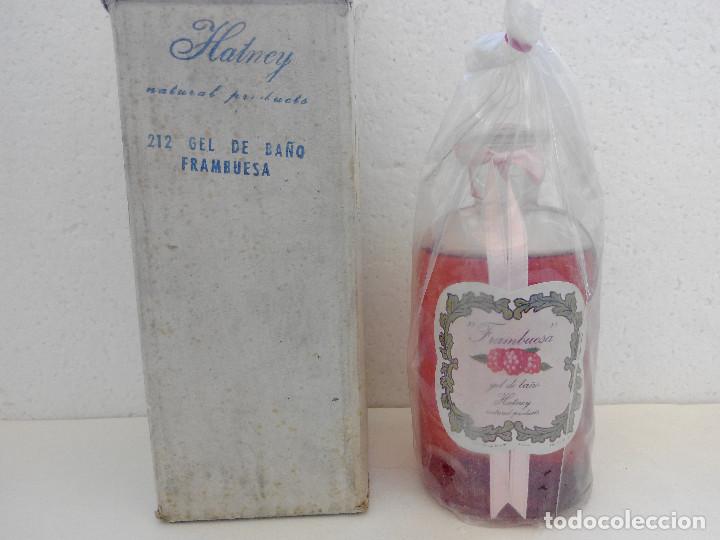 Hatney
natural products
212 GEL DE BAÑO
FRAMBUESA
"Frambuesa"
gel de baño
Hatney
natural products
todocoleccion